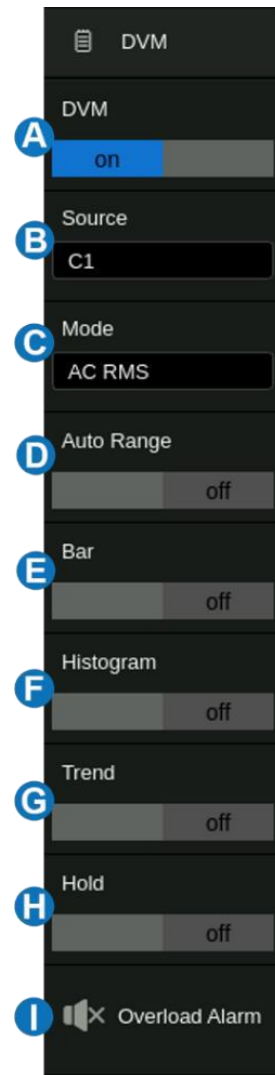 DVM
DVM
A
on
Source
B
C1
Mode
C
AC RMS
Auto Range
D
off
Bar
E
off
Histogram
F
off
Trend
G
off
Hold
H
off
I Overload Alarm